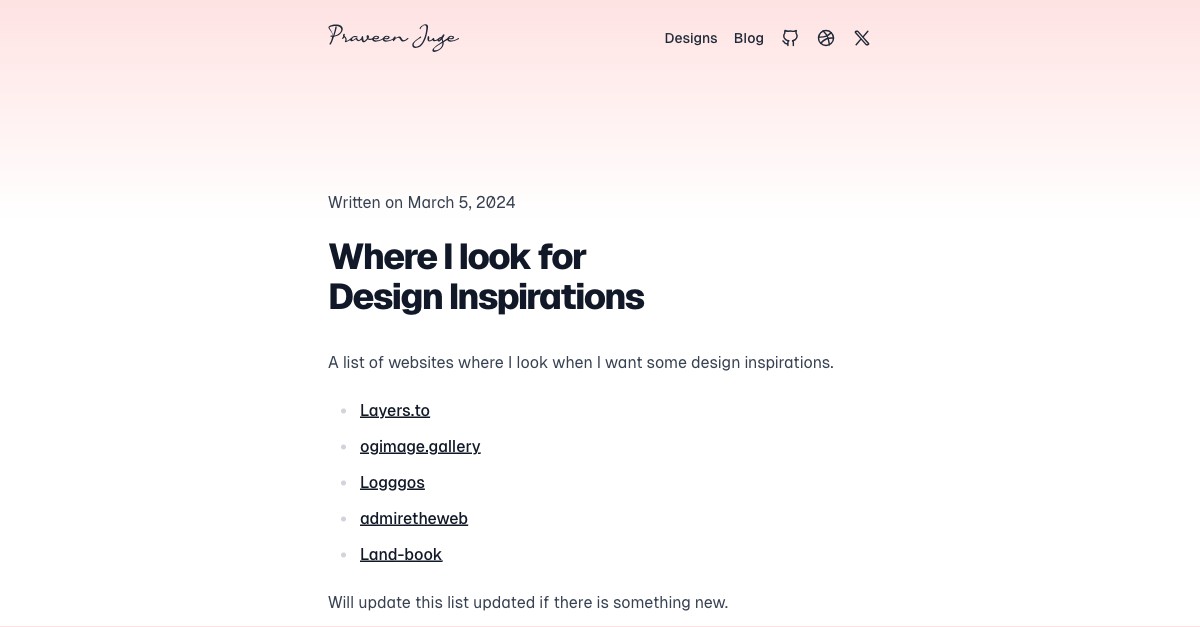 Praveen Juge
Designs Blog
Written on March 5, 2024
Where I look for
Design Inspirations
A list of websites where I look when I want some design inspirations.
Layers.to
ogimage.gallery
Logggos
admiretheweb
Land-book
Will update this list updated if there is something new.